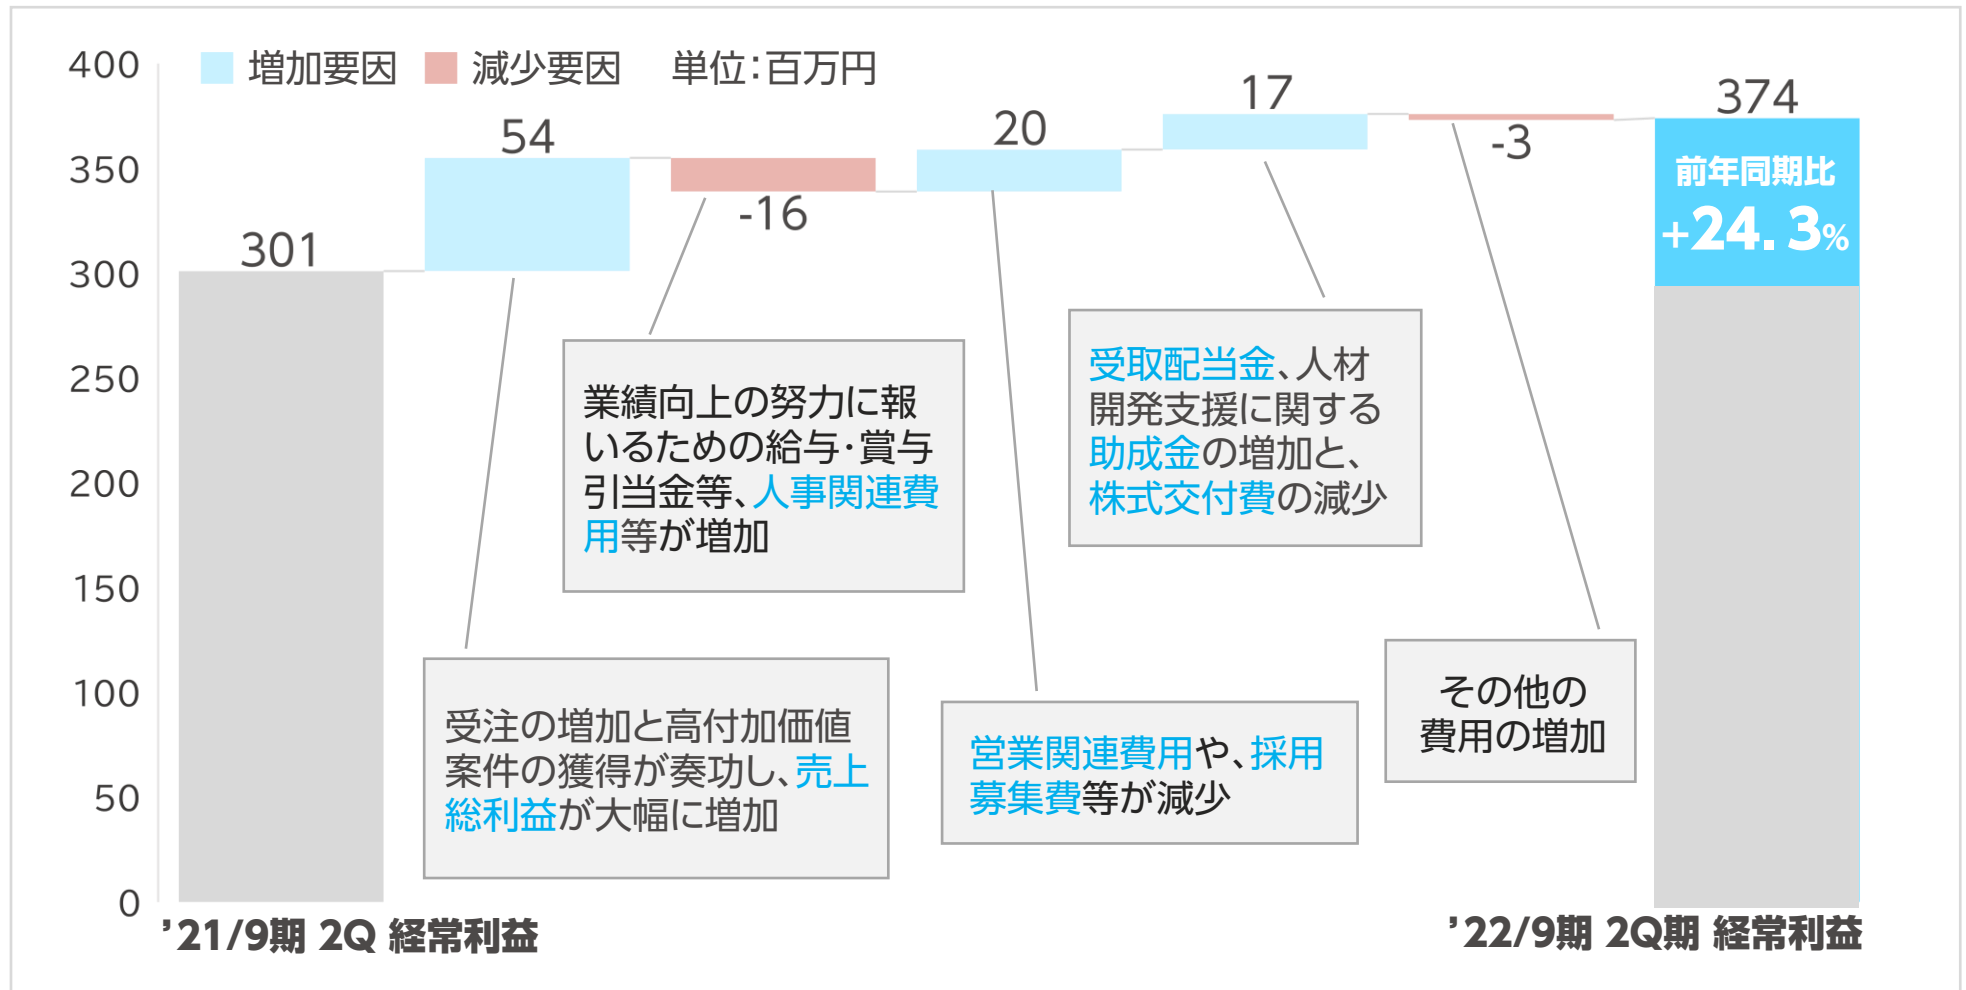 増加要因 減少要因 単位：百万円
400
350
300
250
200
150
100
50
0
301
54
-16
20
17
-3
374
前年同期比
+24.3%
受注の増加と高付加価値
案件の獲得が奏功し、売上
総利益が大幅に増加
業績向上の努力に報
いるための給与・賞与
引当金等、人事関連費
用等が増加
営業関連費用や、採用
募集費等が減少
受取配当金、人材
開発支援に関する
助成金の増加と、
株式交付費の減少
その他の
費用の増加
’21/9期 2Q 経常利益
’22/9期 2Q期 経常利益